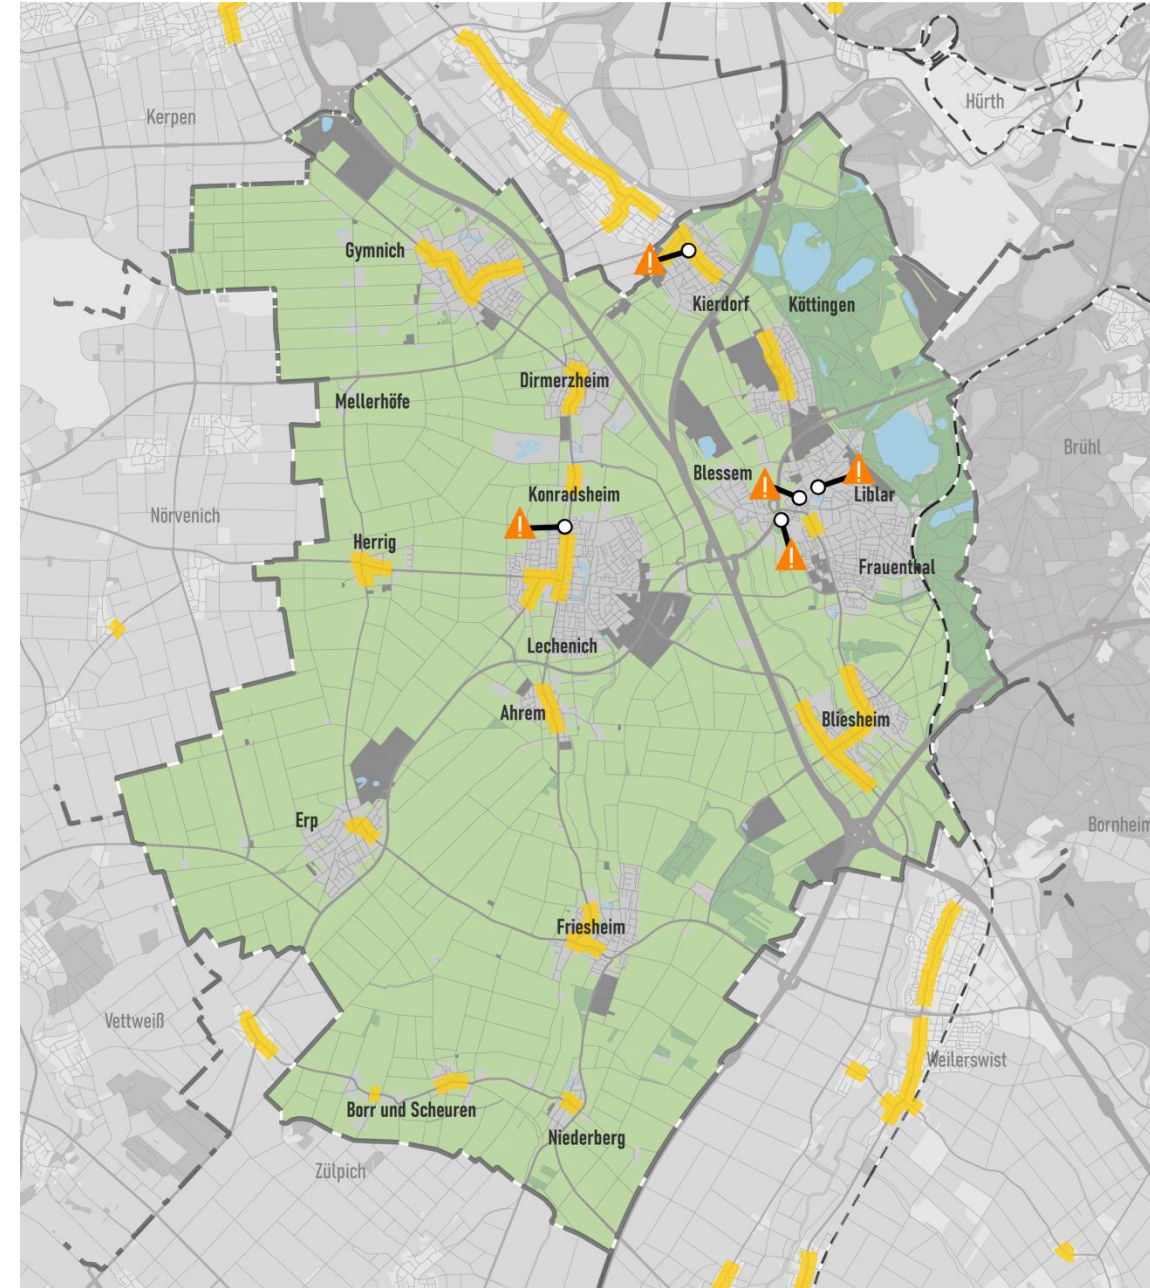 Hürth
Kerpen
Gymnich
Kierdorf
Köttingen
Dirmerzheim
Mellerhöfe
Brühl
Blessem
Konradsheim
Liblar
Nörvenich
Herrig
Frauenthal
Lechenich
Ahrem
Bliesheim
Erp
Bornheim
Friesheim
Vettweiß
Weilerswist
Borr und Scheuren
Niederberg
Zülpich